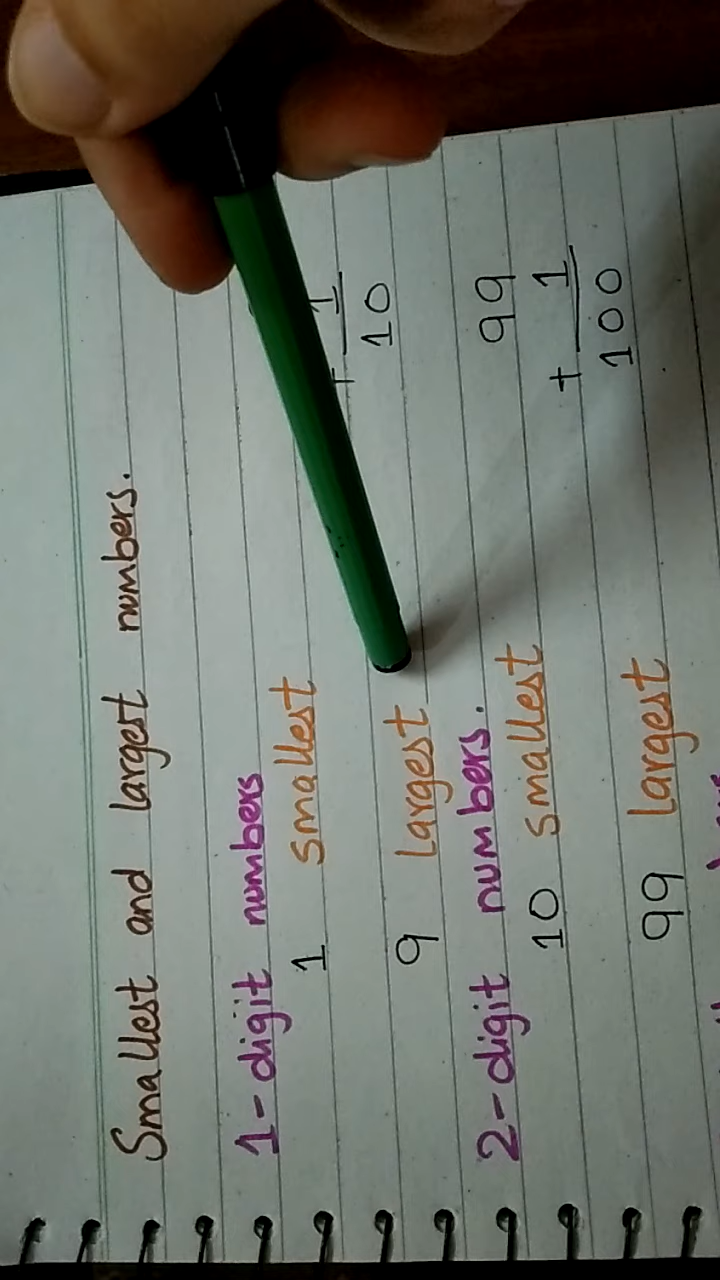 Smallest and largest numbers.
1-digit numbers
1 smallest
+ 1
9 largest
10
2-digit numbers.
99
10 smallest
+ 1
100
99 largest